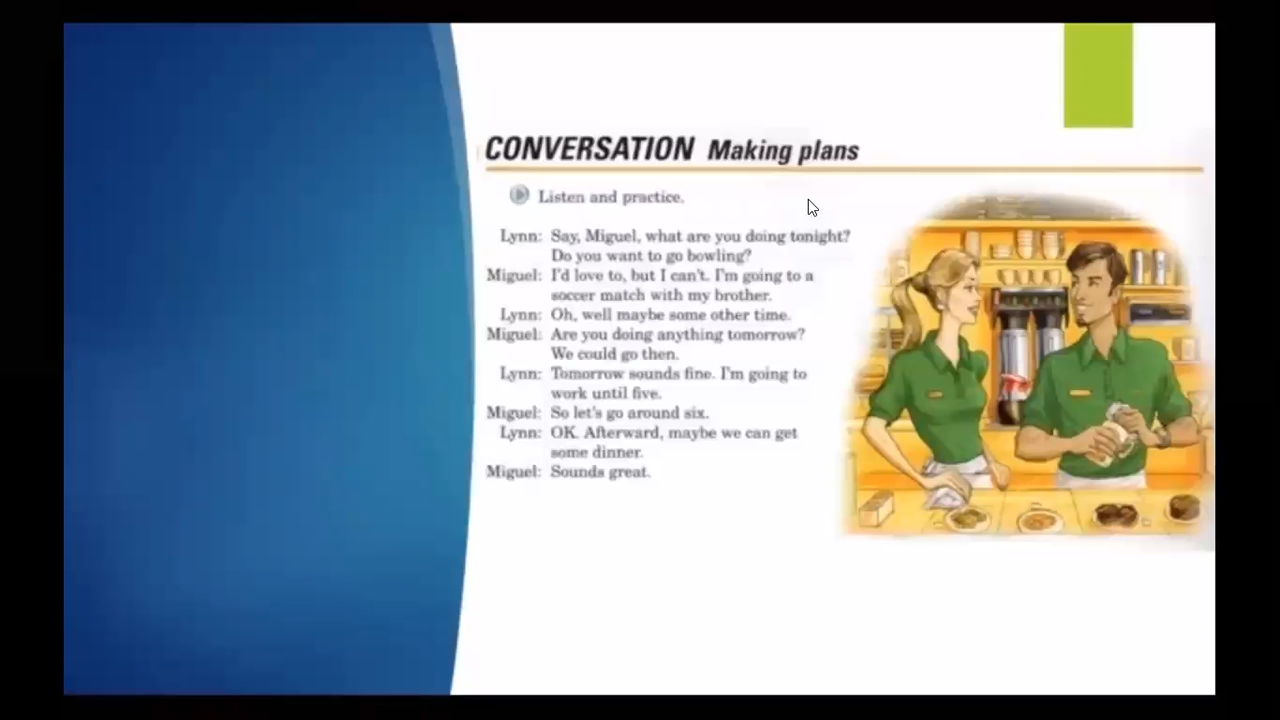 CONVERSATION Making plans
Listen and practice.
Lynn: Say, Miguel, what are you doing tonight?
Do you want to go bowling?
Miguel: I'd love to, but I can't. I'm going to a
soccer match with my brother.
Lynn: Oh, well maybe some other time.
Miguel: Are you doing anything tomorrow?
We could go then.
Lynn: Tomorrow sounds fine. I'm going to
work until five.
Miguel: So let's go around six.
Lynn: OK. Afterward, maybe we can get
some dinner.
Miguel: Sounds great.